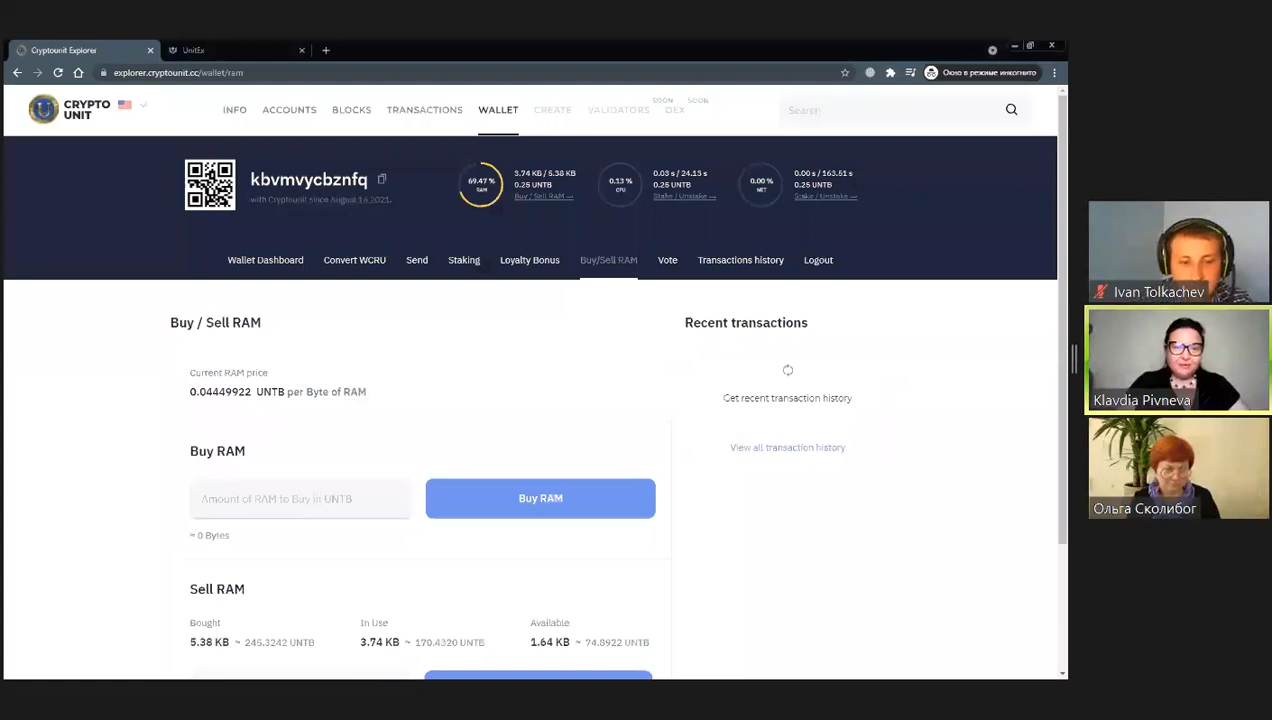 Cryptounit Explorer
UnitEx
explorer.cryptounit.cc/wallet/ram
Окно в режиме инкогнито
CRYPTO
UNIT
INFO
ACCOUNTS
BLOCKS
TRANSACTIONS
WALLET
CREATE
VALIDATORS
SOON
DEX
SOON
Search
kbvmvycbznfq
with Cryptounit since August 14 2021.
69.47 %
RAM
3.74 KB / 5.38 KB
0.25 UNTB
Buy / Sell RAM
0.13 %
CPU
0.03 s / 24.13 s
0.25 UNTB
Stake / Unstake
0.00 %
NET
0.00 s / 163.51 s
0.25 UNTB
Stake / Unstake
Wallet Dashboard
Convert WCRU
Send
Staking
Loyalty Bonus
Buy/Sell RAM
Vote
Transactions history
Logout
Buy / Sell RAM
Current RAM price
0.04449922 UNTB per Byte of RAM
Buy RAM
Amount of RAM to Buy in UNTB
Buy RAM
≈ 0 Bytes
Sell RAM
Bought
5.38 KB ~ 245.3242 UNTB
In Use
3.74 KB ~ 170.4320 UNTB
Available
1.64 KB ~ 74.8922 UNTB
Recent transactions
Get recent transaction history
View all transaction history
Ivan Tolkachev
Klavdia Pivneva
Ольга Сколибог